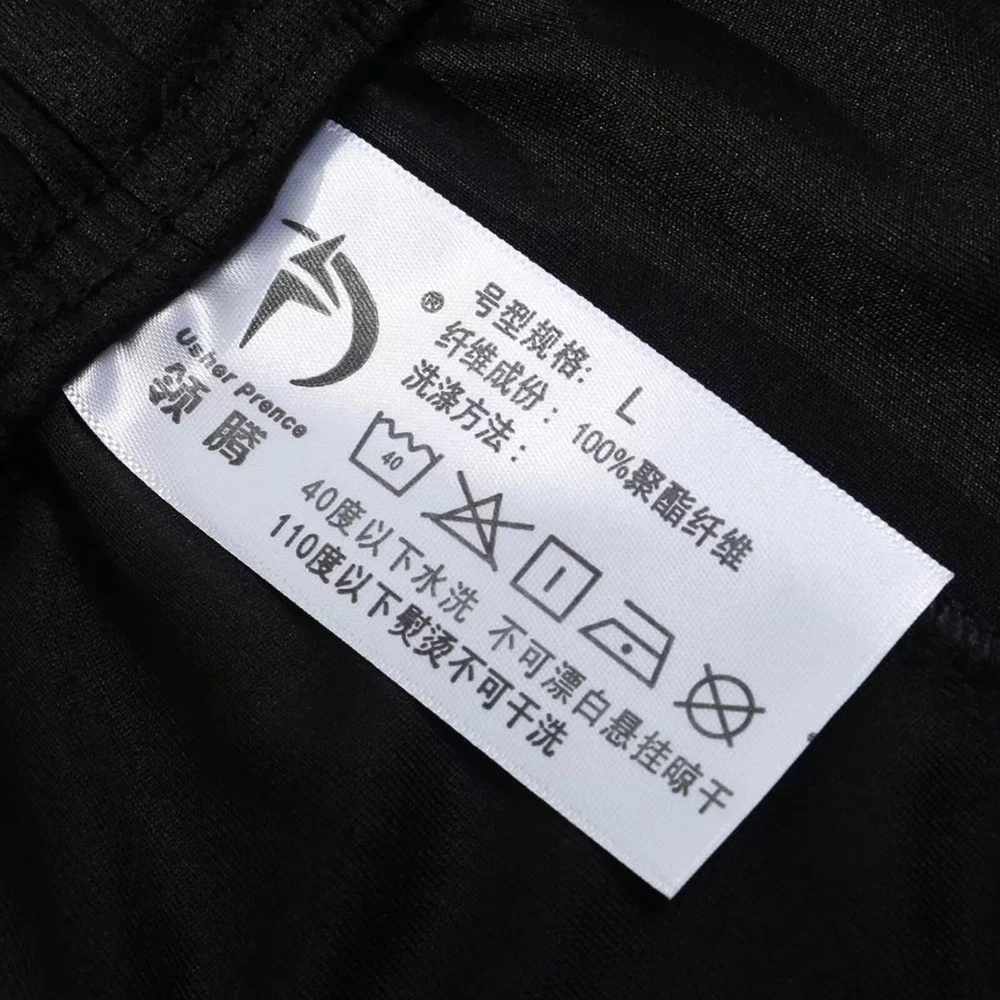 Usher Prence
领腾
®
号型规格: L
纤维成份: 100%聚酯纤维
洗涤方法:
40
40度以下水洗 不可漂白悬挂晾干
110度以下熨烫不可干洗